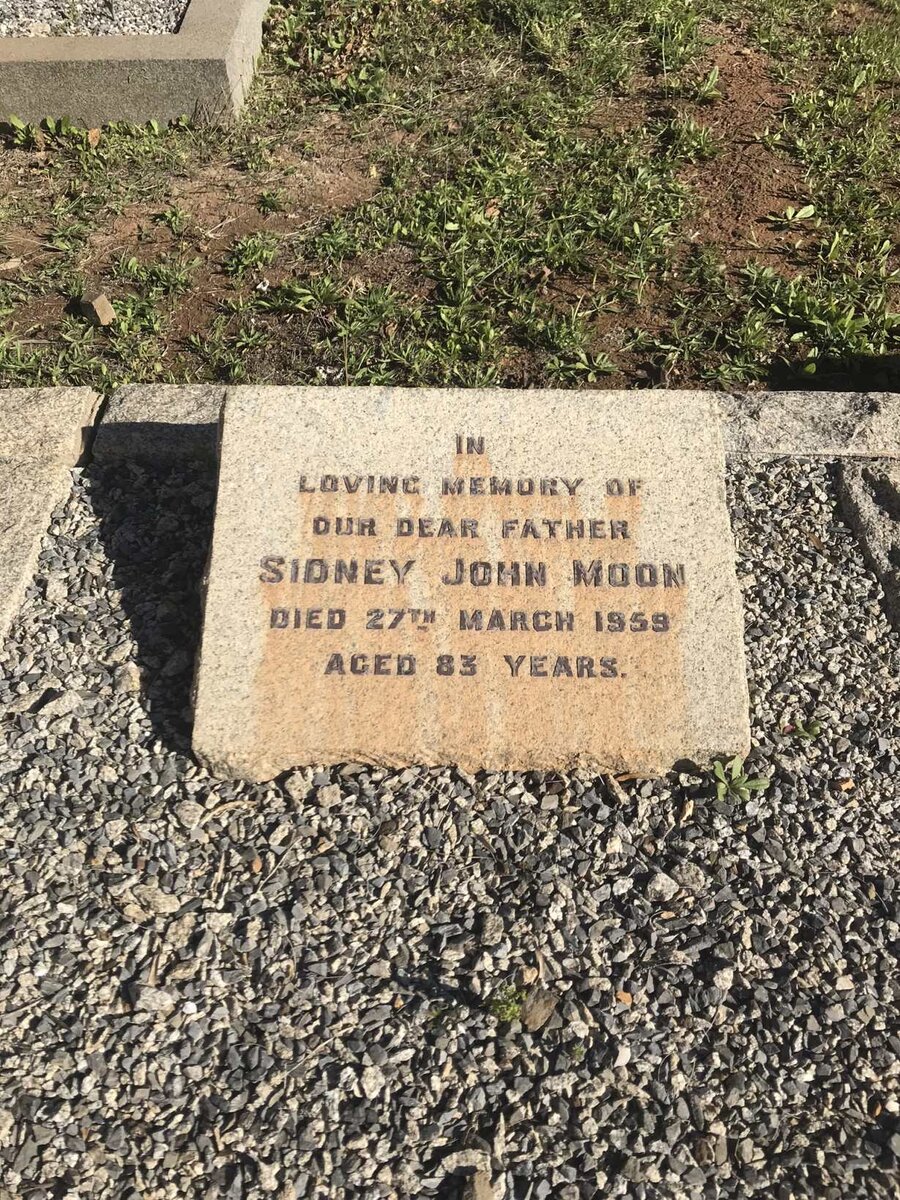 IN
LOVING MEMORY OF
OUR DEAR FATHER
SIDNEY JOHN MOON
DIED 27TH MARCH 1959
AGED 83 YEARS.